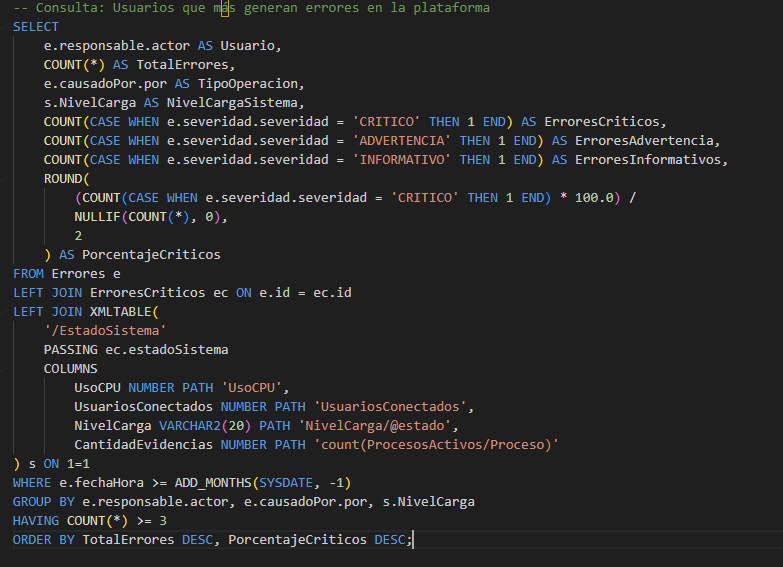 -- Consulta: Usuarios que más generan errores en la plataforma
SELECT
    e.responsable.actor AS Usuario,
    COUNT(*) AS TotalErrores,
    e.causadoPor.por AS TipoOperacion,
    s.NivelCarga AS NivelCargaSistema,
    COUNT(CASE WHEN e.severidad.severidad = 'CRITICO' THEN 1 END) AS ErroresCriticos,
    COUNT(CASE WHEN e.severidad.severidad = 'ADVERTENCIA' THEN 1 END) AS ErroresAdvertencia,
    COUNT(CASE WHEN e.severidad.severidad = 'INFORMATIVO' THEN 1 END) AS ErroresInformativos,
    ROUND(
        (COUNT(CASE WHEN e.severidad.severidad = 'CRITICO' THEN 1 END) * 100.0) /
        NULLIF(COUNT(*), 0),
        2
    ) AS PorcentajeCriticos
FROM Errores e
LEFT JOIN ErroresCriticos ec ON e.id = ec.id
LEFT JOIN XMLTABLE(
    '/EstadoSistema'
    PASSING ec.estadoSistema
    COLUMNS
        UsoCPU NUMBER PATH 'UsoCPU',
        UsuariosConectados NUMBER PATH 'UsuariosConectados',
        NivelCarga VARCHAR2(20) PATH 'NivelCarga/@estado',
        CantidadEvidencias NUMBER PATH 'count(ProcesosActivos/Proceso)'
) s ON 1=1
WHERE e.fechaHora >= ADD_MONTHS(SYSDATE, -1)
GROUP BY e.responsable.actor, e.causadoPor.por, s.NivelCarga
HAVING COUNT(*) >= 3
ORDER BY TotalErrores DESC, PorcentajeCriticos DESC;